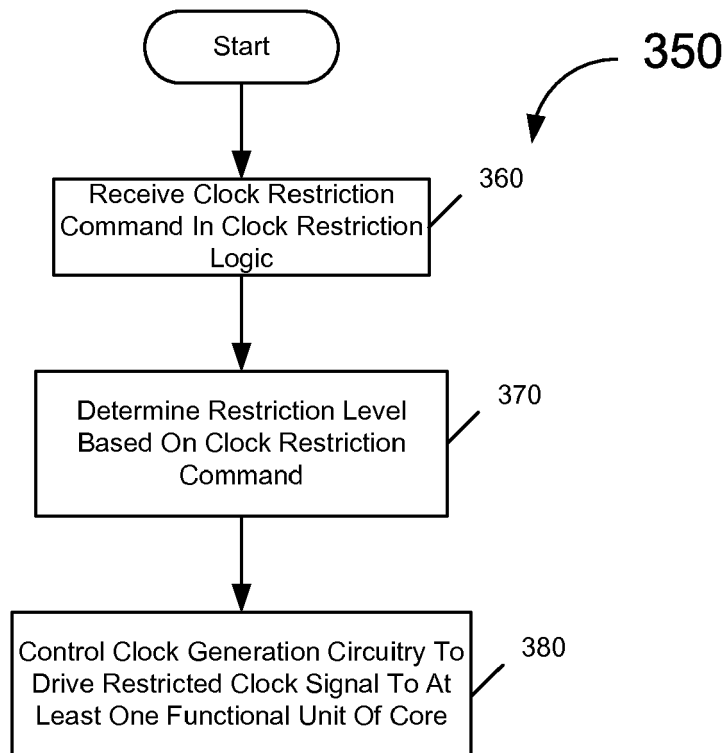 Start
350
Receive Clock Restriction
Command In Clock Restriction
Logic
360
Determine Restriction Level
Based On Clock Restriction
Command
370
Control Clock Generation Circuitry To
Drive Restricted Clock Signal To At
Least One Functional Unit Of Core
380